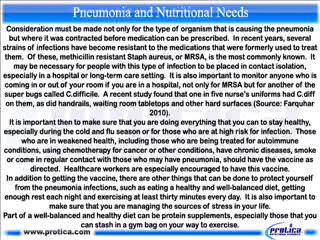 Pneumonia and Nutritional Needs
Consideration must be made not only for the type of organism that is causing the pneumonia
but where it was contracted before medication can be prescribed.  In recent years, several
strains of infections have become resistant to the medications that were formerly used to treat
them.  Of these, methicillin resistant Staph aureus, or MRSA, is the most commonly known.  It
may be necessary for people with this type of infection to be placed in contact isolation,
especially in a hospital or long-term care setting.  It is also important to monitor anyone who is
coming in or out of your room if you are in a hospital, not only for MRSA but for another of the
super bugs called C.difficile.  A recent study found that one in five nurse's uniforms had C.diff
on them, as did handrails, waiting room tabletops and other hard surfaces (Source: Farquhar
2010).
It is important then to make sure that you are doing everything that you can to stay healthy,
especially during the cold and flu season or for those who are at high risk for infection.  Those
who are in weakened health, including those who are being treated for autoimmune
conditions, using chemotherapy for cancer or other conditions, have chronic diseases, smoke
or come in regular contact with those who may have pneumonia, should have the vaccine as
directed.  Healthcare workers are especially encouraged to have this vaccine.
In addition to getting the vaccine, there are other things that can be done to protect yourself
from the pneumonia infections, such as eating a healthy and well-balanced diet, getting
enough rest each night and exercising at least thirty minutes every day.  It is also important to
make sure that you are managing the sources of stress in your life.
Part of a well-balanced and healthy diet can be protein supplements, especially those that you
can stash in a gym bag on your way to exercise.
www.protica.com
protica